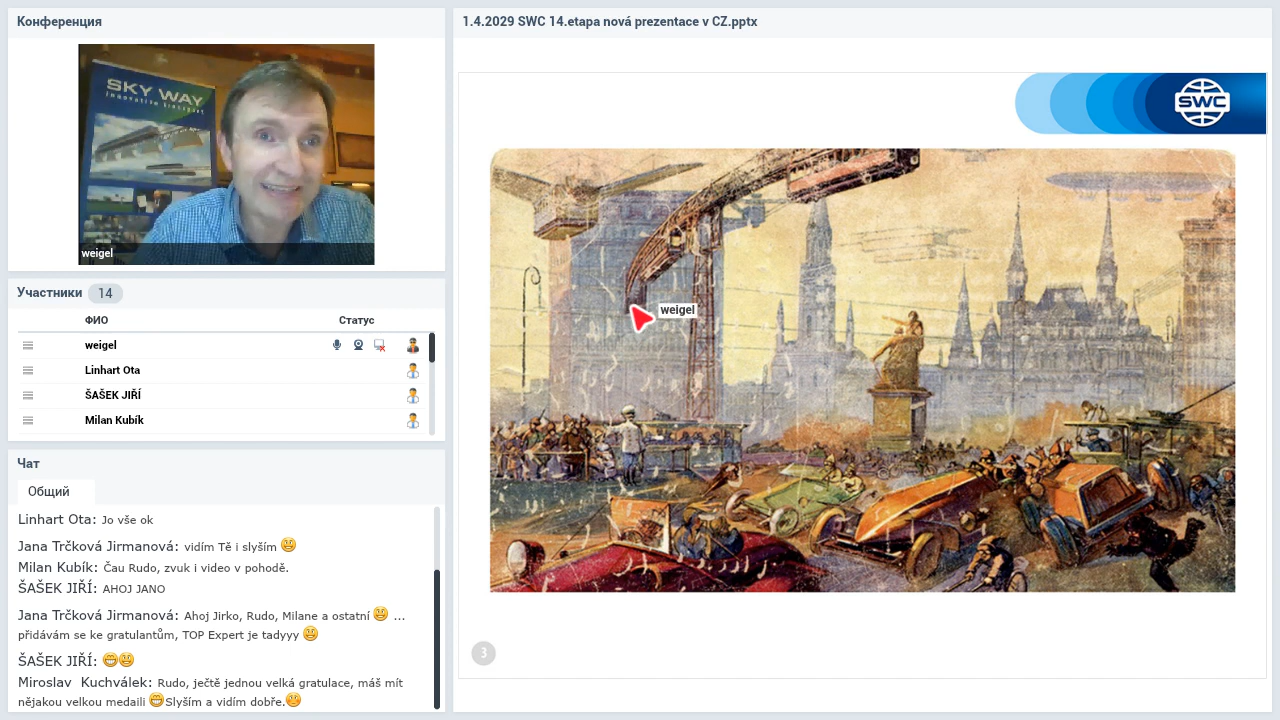 Конференция
SKY WAY
innovative transport
weigel
Участники 14
ФИО Статус
weigel
Linhart Ota
ŠAŠEK JIŘÍ
Milan Kubík
Чат
Общий
Linhart Ota: Jo vše ok
Jana Trčková Jirmanová: vidím Tě i slyším
Milan Kubík: Čau Rudo, zvuk i video v pohodě.
ŠAŠEK JIŘÍ: AHOJ JANO
Jana Trčková Jirmanová: Ahoj Jirko, Rudo, Milane a ostatní ...
přidávám se ke gratulantům, TOP Expert je tadyyy
ŠAŠEK JIŘÍ:
Miroslav Kuchválek: Rudo, ječtě jednou velká gratulace, máš mít
nějakou velkou medaili Slyším a vidím dobře.
1.4.2029 SWC 14.etapa nová prezentace v CZ.pptx
SWC
weigel
3